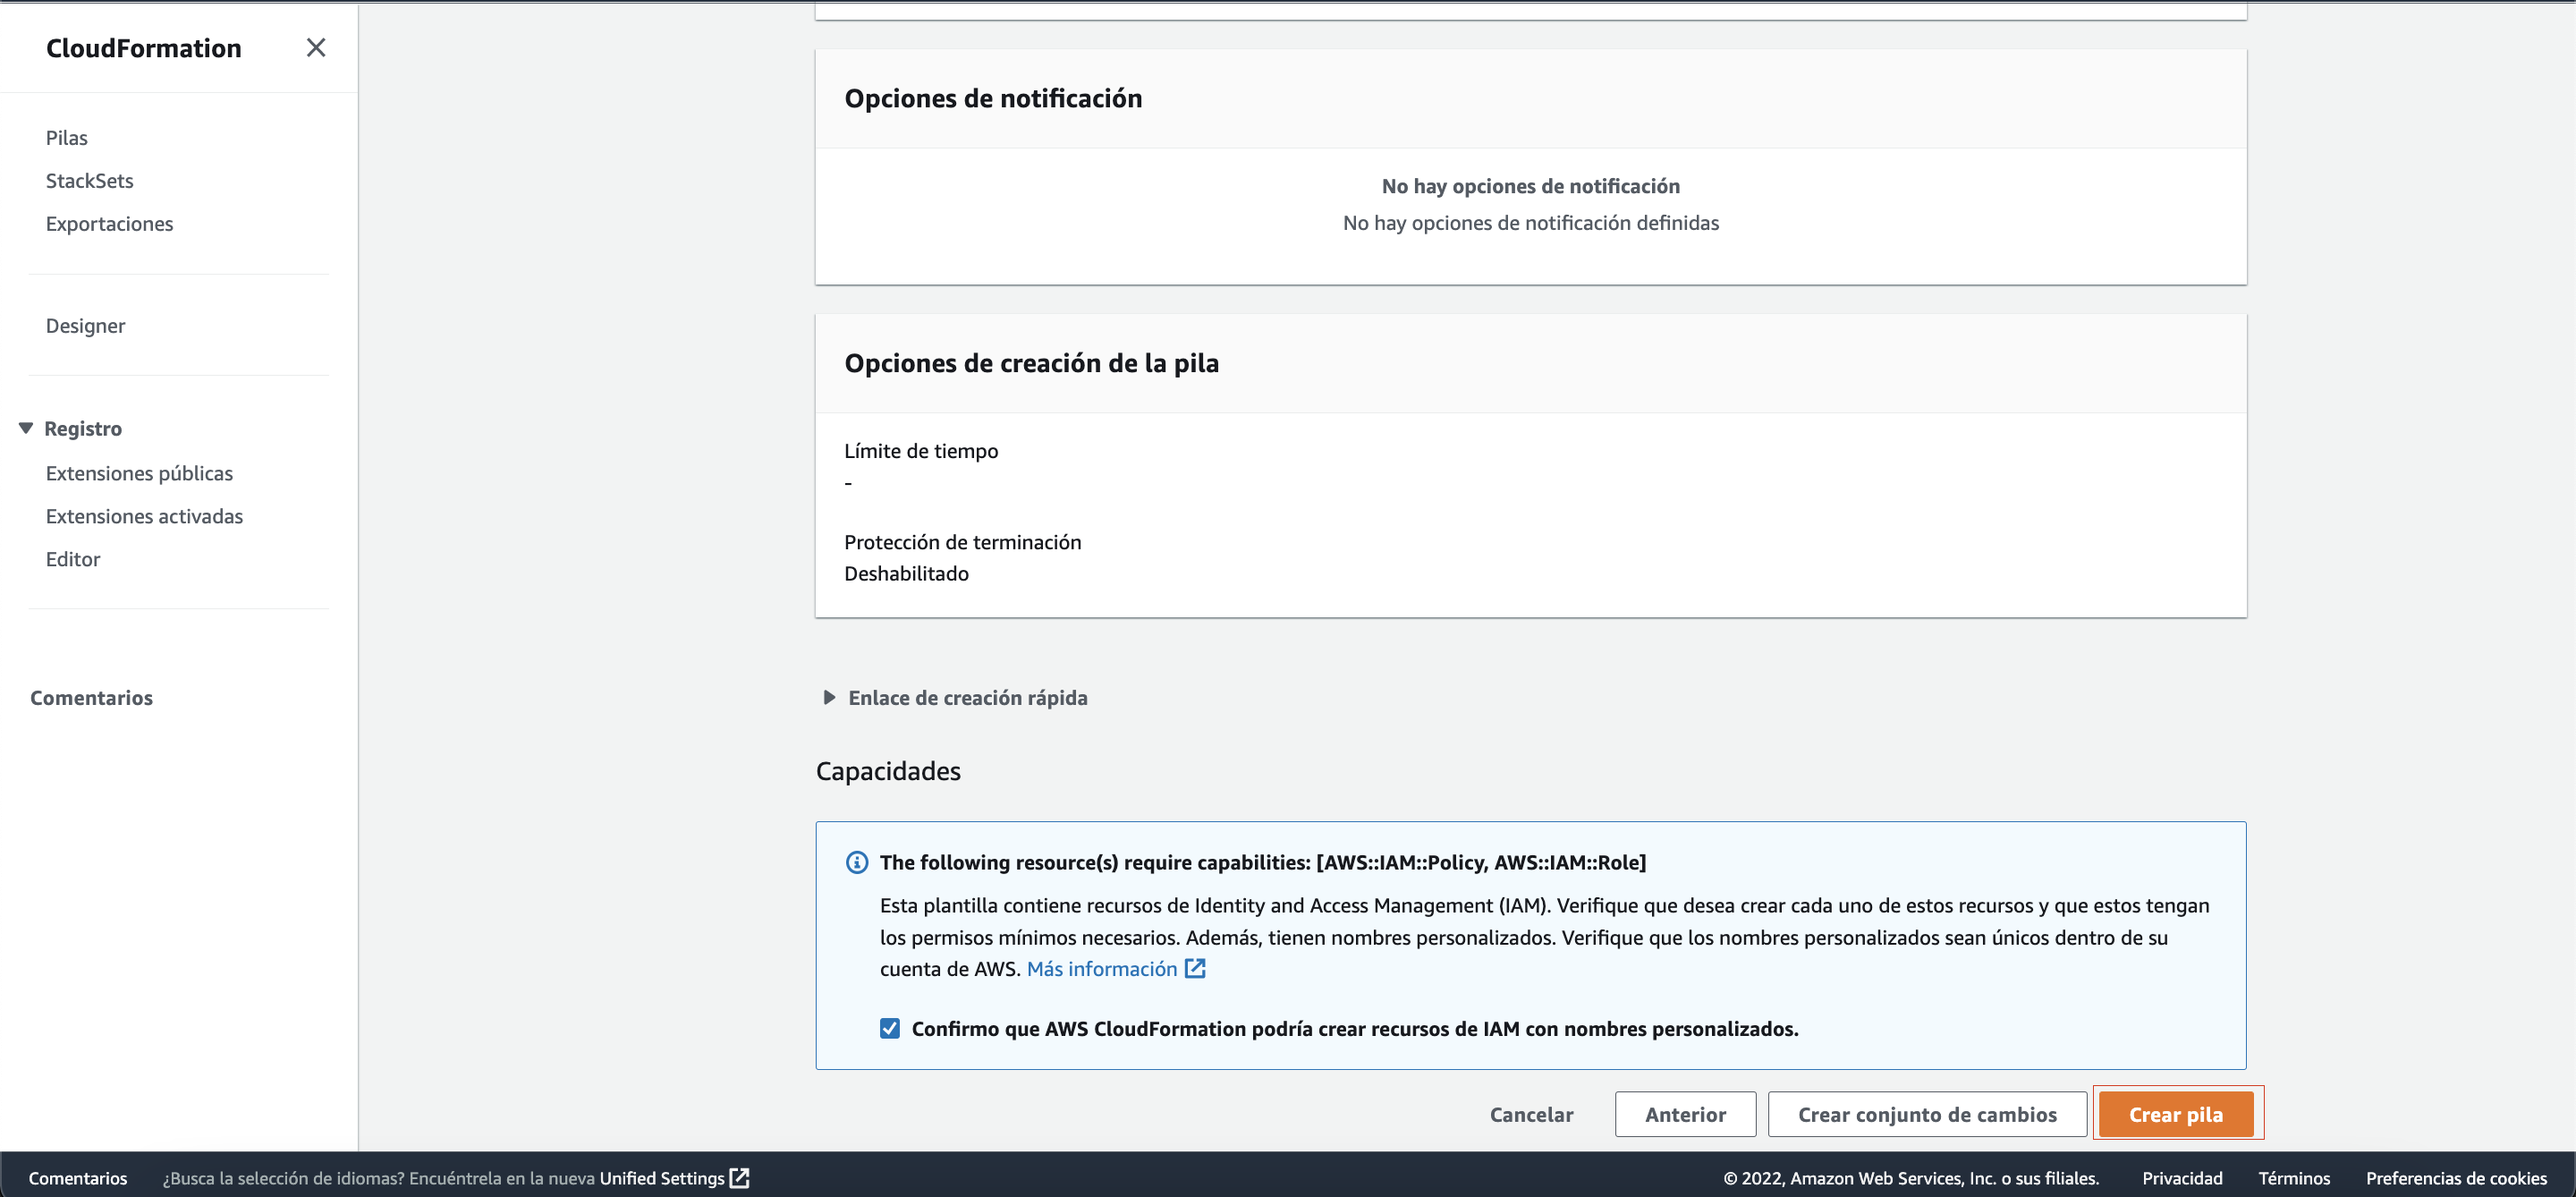 CloudFormation
Pilas
StackSets
Exportaciones
Designer
Registro
Extensiones públicas
Extensiones activadas
Editor
Comentarios
Opciones de notificación
No hay opciones de notificación
No hay opciones de notificación definidas
Opciones de creación de la pila
Límite de tiempo
-
Protección de terminación
Deshabilitado
Enlace de creación rápida
Capacidades
The following resource(s) require capabilities: [AWS::IAM::Policy, AWS::IAM::Role]
Esta plantilla contiene recursos de Identity and Access Management (IAM). Verifique que desea crear cada uno de estos recursos y que estos tengan
los permisos mínimos necesarios. Además, tienen nombres personalizados. Verifique que los nombres personalizados sean únicos dentro de su
cuenta de AWS. Más información
Confirmo que AWS CloudFormation podría crear recursos de IAM con nombres personalizados.
Cancelar Anterior Crear conjunto de cambios Crear pila
Comentarios ¿Busca la selección de idiomas? Encuéntrela en la nueva Unified Settings © 2022, Amazon Web Services, Inc. o sus filiales. Privacidad Términos Preferencias de cookies